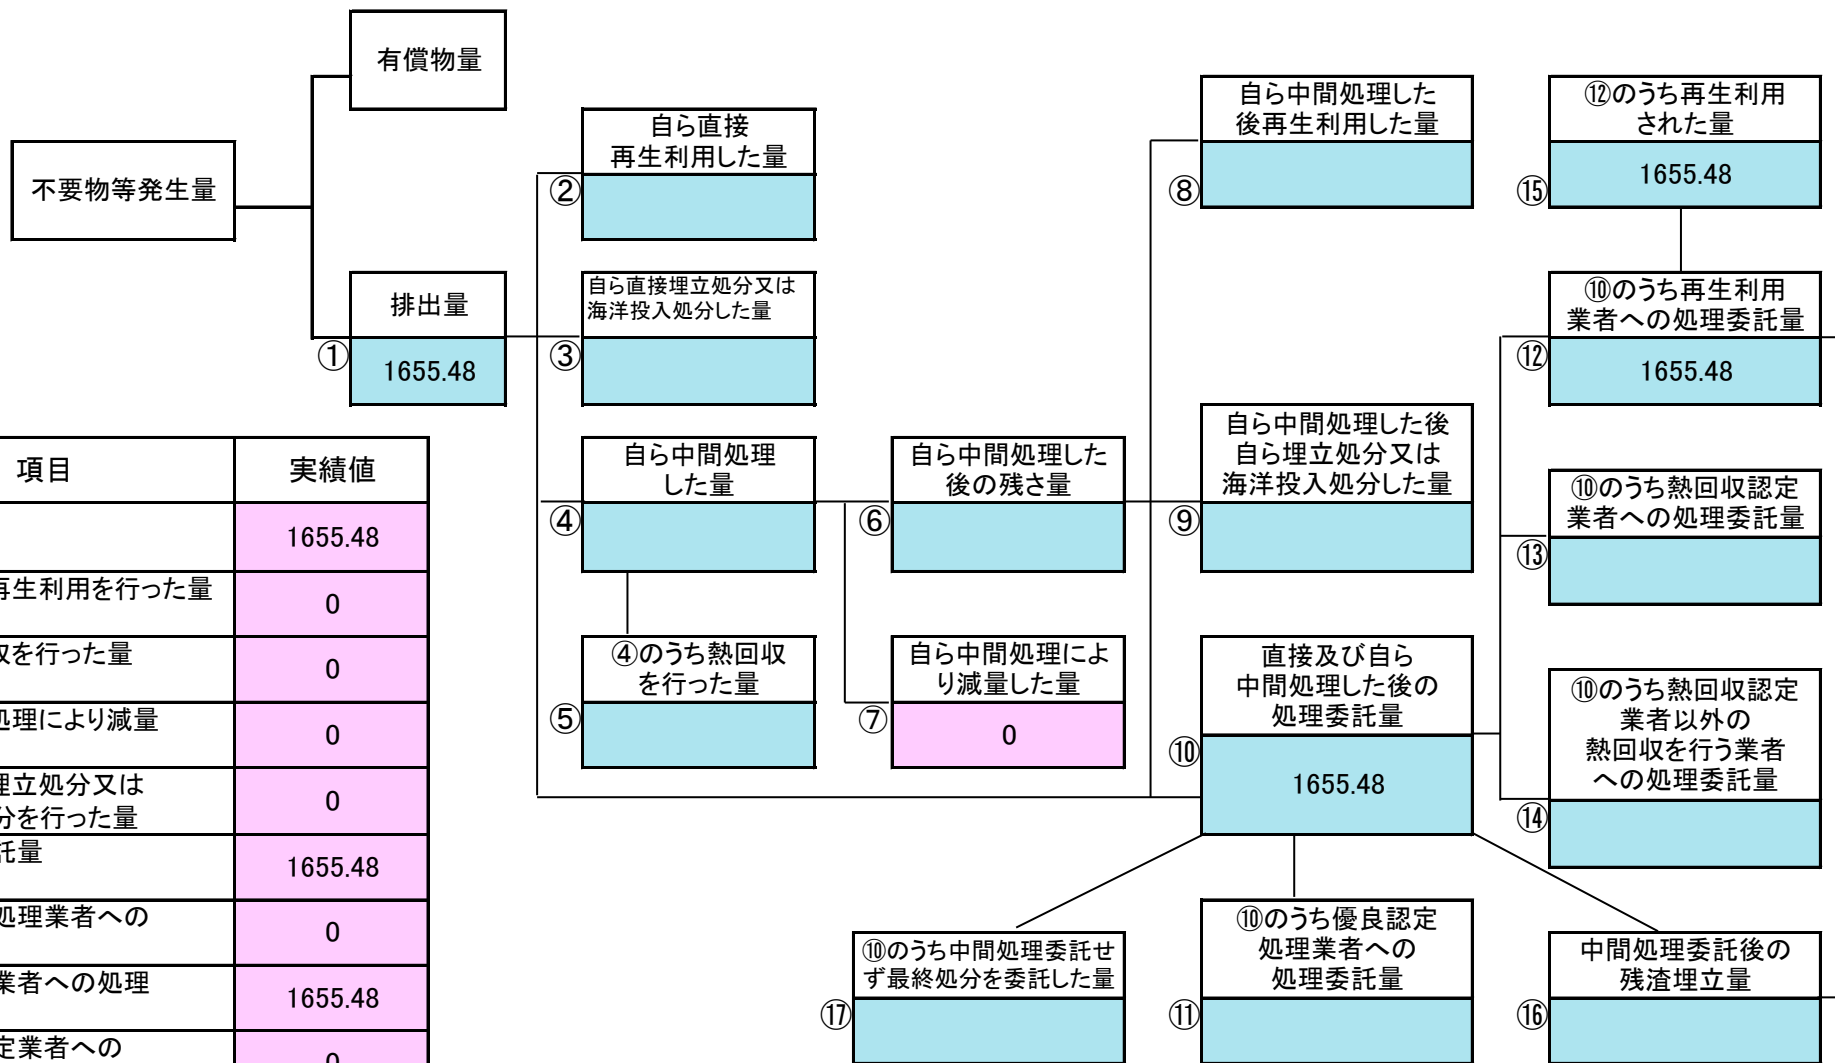 有償物量
不要物等発生量
排出量
①
1655.48
自ら直接
再生利用した量
②
自ら直接埋立処分又は
海洋投入処分した量
③
自ら中間処理
した量
④
④のうち熱回収
を行った量
⑤
自ら中間処理した
後の残さ量
⑥
自ら中間処理によ
り減量した量
⑦
0
自ら中間処理した
後再生利用した量
⑧
自ら中間処理した後
自ら埋立処分又は
海洋投入処分した量
⑨
直接及び自ら
中間処理した後の
処理委託量
⑩
1655.48
⑩のうち優良認定
処理業者への
処理委託量
⑪
⑫のうち再生利用
された量
⑮
1655.48
⑩のうち再生利用
業者への処理委託量
⑫
1655.48
⑩のうち熱回収認定
業者への処理委託量
⑬
⑩のうち熱回収認定
業者以外の
熱回収を行う業者
への処理委託量
⑭
中間処理委託後の
残渣埋立量
⑯
⑩のうち中間処理委託せ
ず最終処分を委託した量
⑰
項目 実績値
1655.48
再生利用を行った量
0
収を行った量
0
処理により減量
0
埋立処分又は
分を行った量
0
託量
1655.48
処理業者への
0
業者への処理
1655.48
定業者への
0